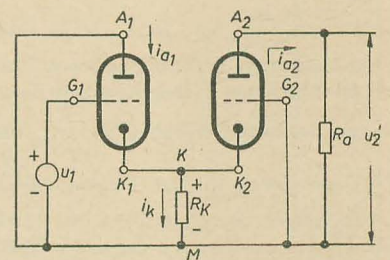 A1 A2
ia1 ia2
G1 G2
+ u1 -
K1 K K2
ik + RK -
Ra u2'
M